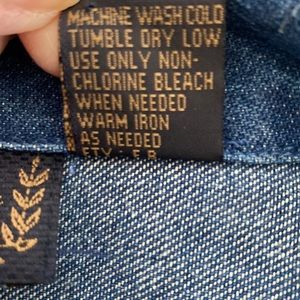 MACHINE WASH COLD
TUMBLE DRY LOW
USE ONLY NON-
CHLORINE BLEACH
WHEN NEEDED
WARM IRON
AS NEEDED